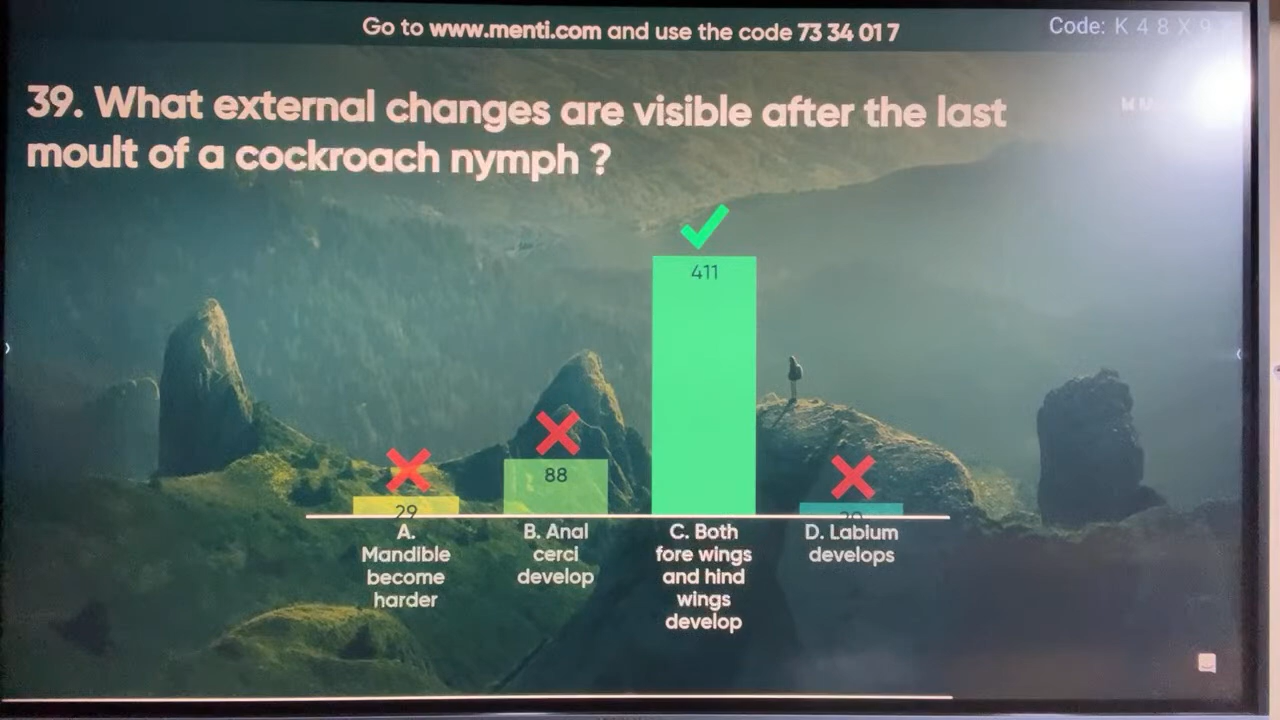 Go to www.menti.com and use the code 73 34 01 7
Code: K 4 8 X 9
39. What external changes are visible after the last
moult of a cockroach nymph ?
411
88
29
A.
Mandible
become
harder
B. Anal
cerci
develop
C. Both
fore wings
and hind
wings
develop
D. Labium
develops